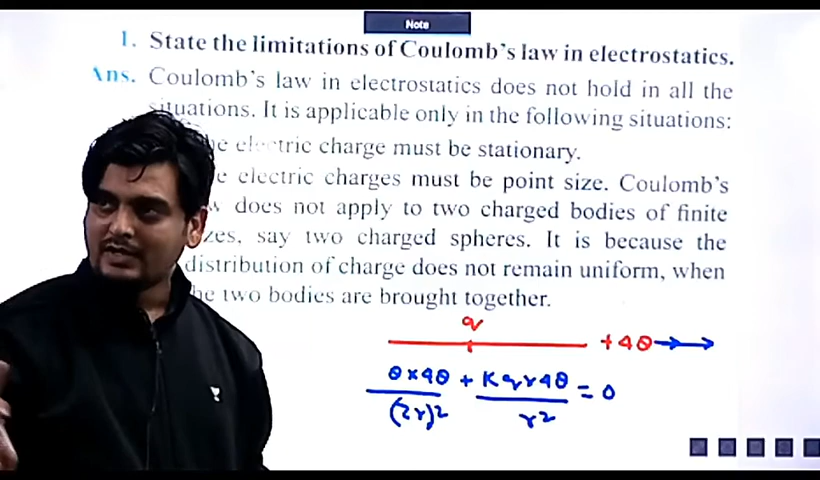 Note
1. State the limitations of Coulomb's law in electrostatics.
Ans. Coulomb's law in electrostatics does not hold in all the
situations. It is applicable only in the following situations:
electric charge must be stationary.
electric charges must be point size. Coulomb's
does not apply to two charged bodies of finite
say two charged spheres. It is because the
distribution of charge does not remain uniform, when
two bodies are brought together.
q
+4θ
θ×4θ + Kq×4θ = 0
(2r)² r²